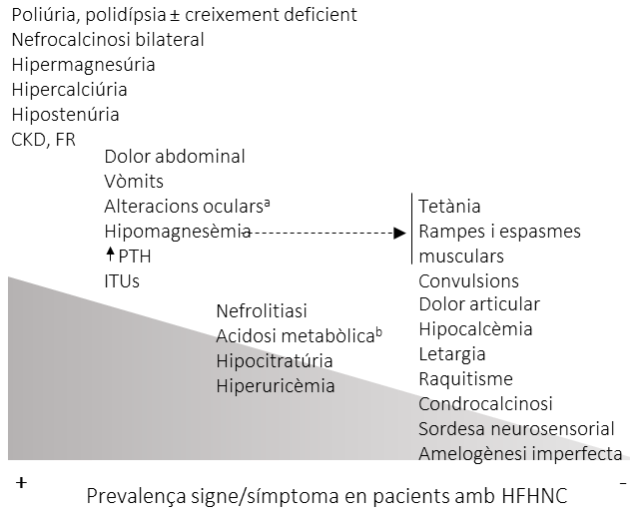 Poliúria, polidípsia ± creixement deficient
Nefrocalcinosi bilateral
Hipermagnesúria
Hipercalciúria
Hipostenúria
CKD, FR
Dolor abdominal
Vòmits
Alteracions ocularsᵃ
Hipomagnesèmia
↑ PTH
ITUs
Nefrolitiasi
Acidosi metabòlicaᵇ
Hipocitratúria
Hiperuricèmia
Tetània
Rampes i espasmes
musculars
Convulsions
Dolor articular
Hipocalcèmia
Letargia
Raquitisme
Condrocalcinosi
Sordesa neurosensorial
Amelogènesi imperfecta
+ -
Prevalença signe/símptoma en pacients amb HFHNC